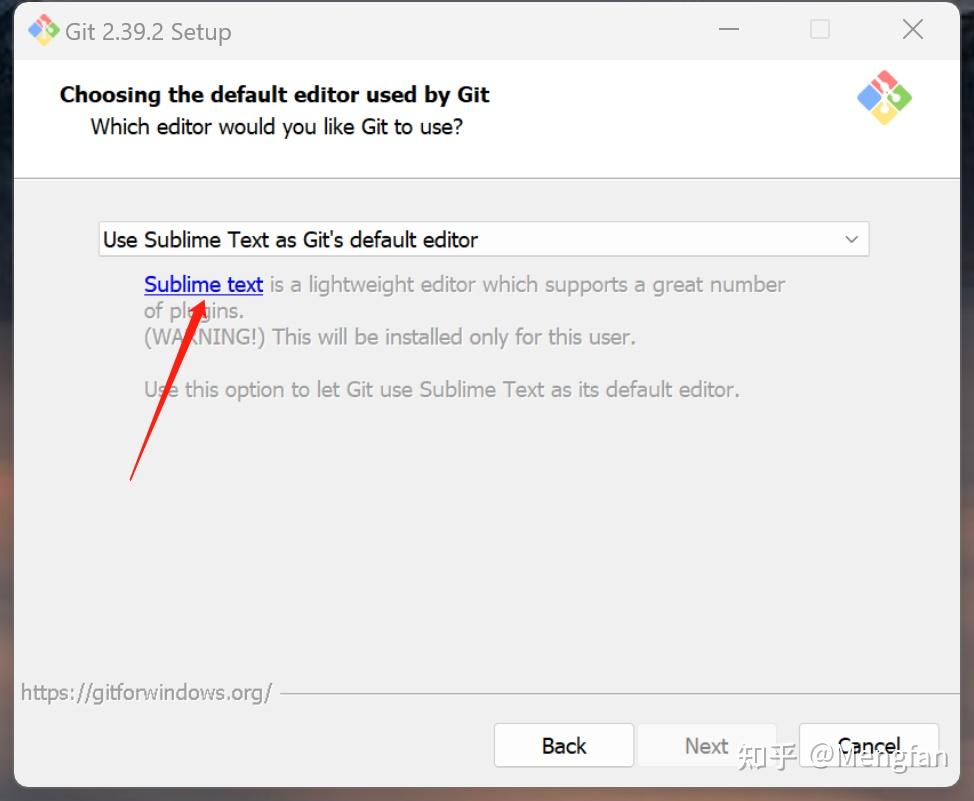 Git 2.39.2 Setup
Choosing the default editor used by Git
Which editor would you like Git to use?
Use Sublime Text as Git's default editor
Sublime text is a lightweight editor which supports a great number
of plugins.
(WARNING!) This will be installed only for this user.
Use this option to let Git use Sublime Text as its default editor.
https://gitforwindows.org/
Back
Next
Cancel
知乎 @Mengfan